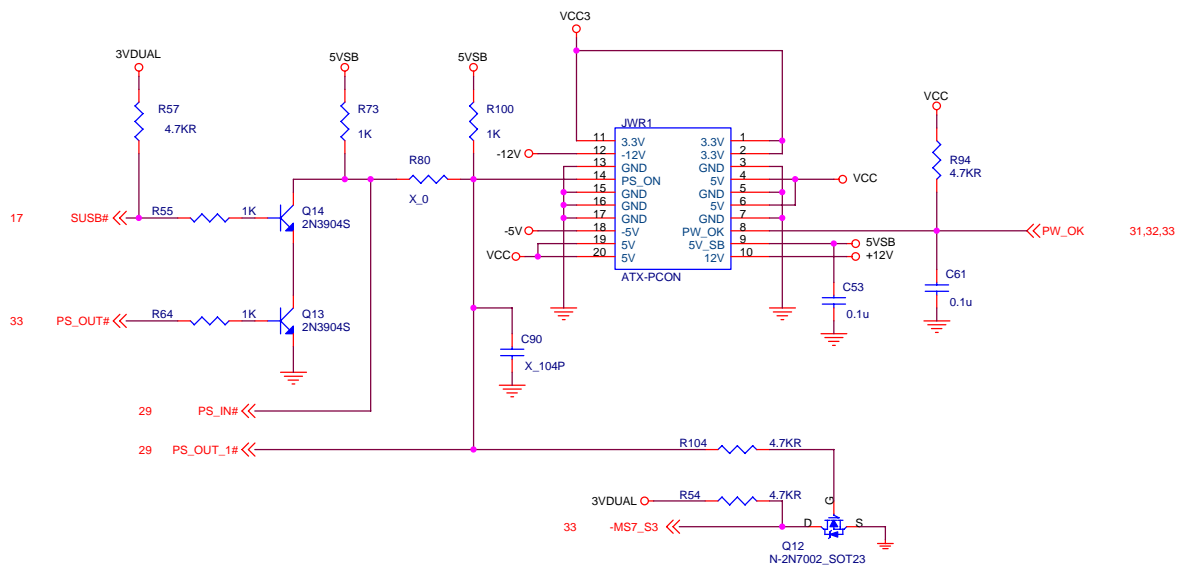 VCC3
3VDUAL
5VSB
5VSB
R57
4.7KR
R73
1K
R100
1K
VCC
R94
4.7KR
JWR1
11 3.3V 3.3V 1
12 -12V 3.3V 2
13 GND GND 3
14 PS_ON 5V 4
15 GND GND 5
16 GND 5V 6
17 GND GND 7
18 -5V PW_OK 8
19 5V 5V_SB 9
20 5V 12V 10
ATX-PCON
-12V
R80
X_0
VCC
17 SUSB# R55 1K
Q14
2N3904S
-5V
VCC
5VSB
+12V
PW_OK 31,32,33
C53
0.1u
C61
0.1u
33 PS_OUT# R64 1K
Q13
2N3904S
C90
X_104P
29 PS_IN#
29 PS_OUT_1#
R104 4.7KR
3VDUAL R54 4.7KR
33 -MS7_S3
G
D S
Q12
N-2N7002_SOT23